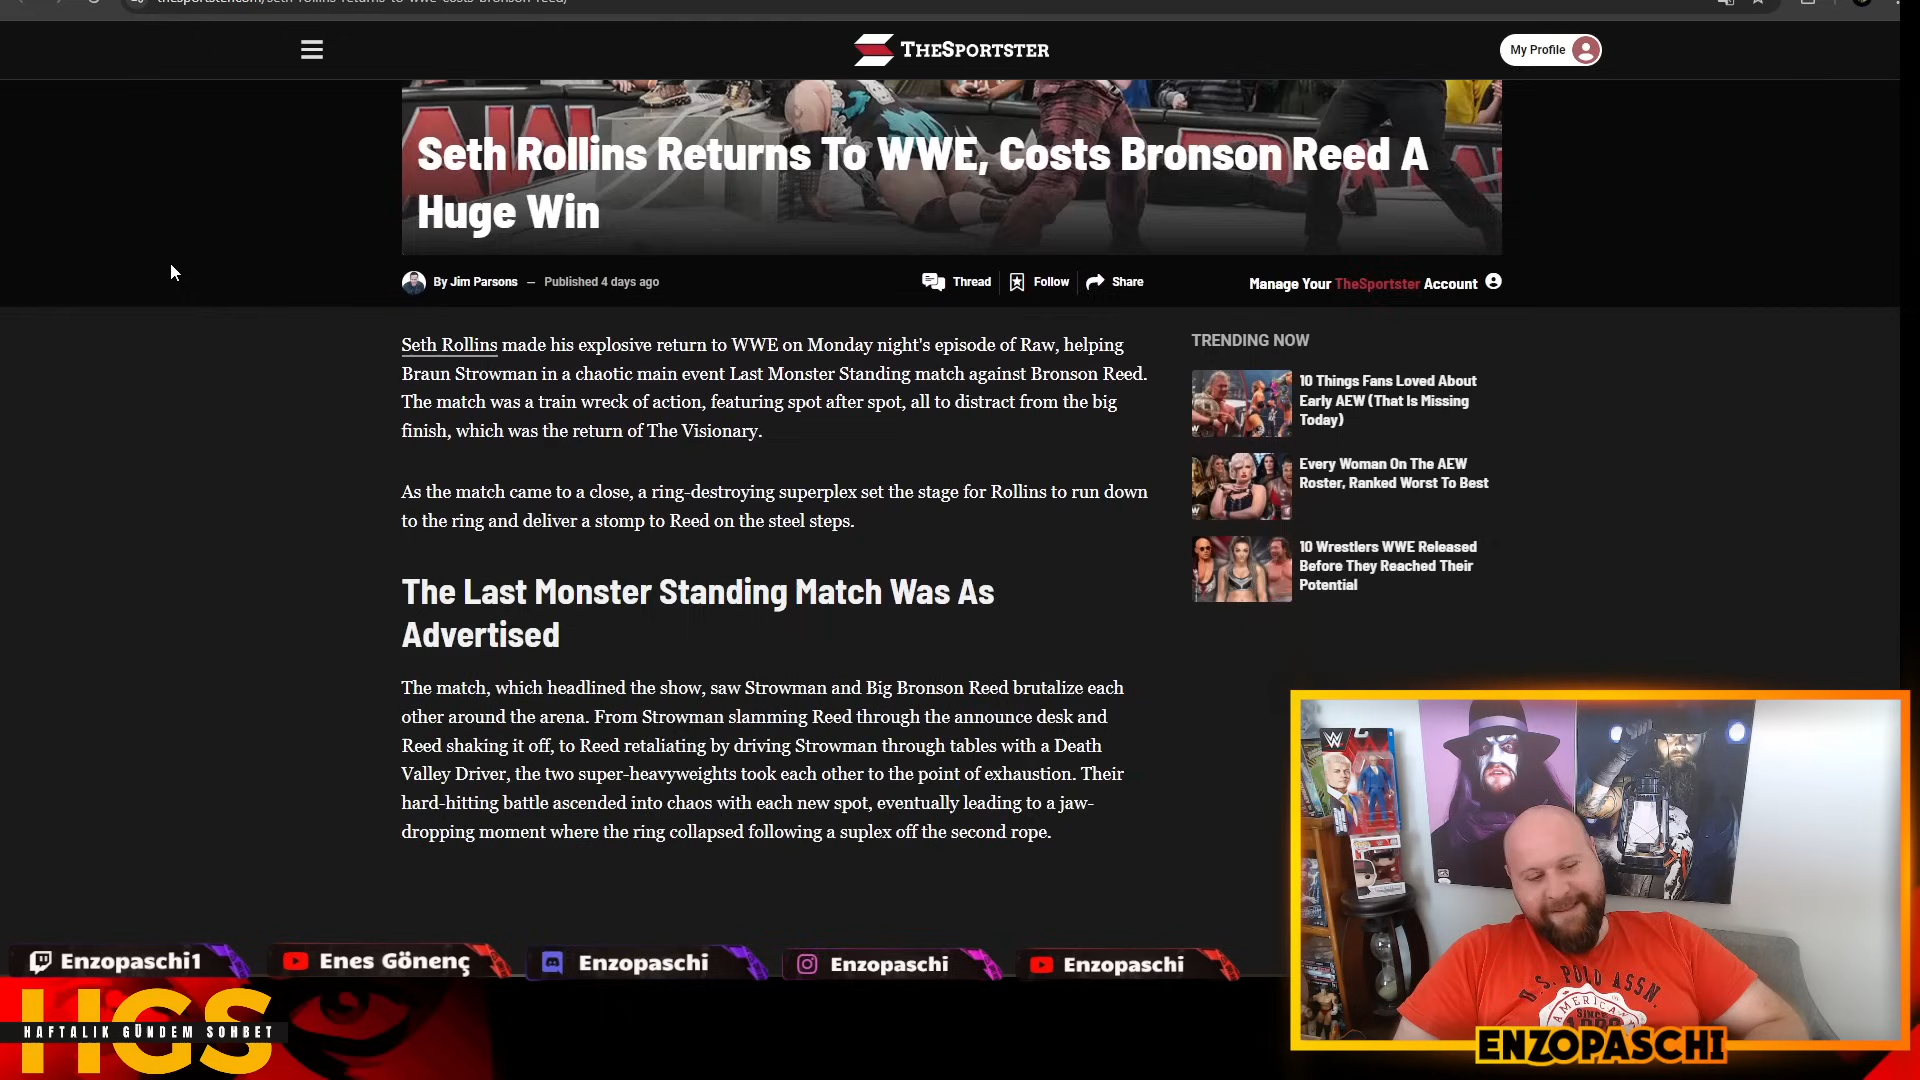 THESPORTSTER
My Profile
Seth Rollins Returns To WWE, Costs Bronson Reed A
Huge Win
By Jim Parsons — Published 4 days ago
Thread
Follow
Share
Manage Your TheSportster Account
Seth Rollins made his explosive return to WWE on Monday night's episode of Raw, helping
Braun Strowman in a chaotic main event Last Monster Standing match against Bronson Reed.
The match was a train wreck of action, featuring spot after spot, all to distract from the big
finish, which was the return of The Visionary.
As the match came to a close, a ring-destroying superplex set the stage for Rollins to run down
to the ring and deliver a stomp to Reed on the steel steps.
The Last Monster Standing Match Was As
Advertised
The match, which headlined the show, saw Strowman and Big Bronson Reed brutalize each
other around the arena. From Strowman slamming Reed through the announce desk and
Reed shaking it off, to Reed retaliating by driving Strowman through tables with a Death
Valley Driver, the two super-heavyweights took each other to the point of exhaustion. Their
hard-hitting battle ascended into chaos with each new spot, eventually leading to a jaw-
dropping moment where the ring collapsed following a suplex off the second rope.
TRENDING NOW
10 Things Fans Loved About
Early AEW (That Is Missing
Today)
Every Woman On The AEW
Roster, Ranked Worst To Best
10 Wrestlers WWE Released
Before They Reached Their
Potential
Enzopaschi1
Enes Gönenç
Enzopaschi
Enzopaschi
Enzopaschi
HGS
HAFTALIK GÜNDEM SOHBET
U.S. POLO ASSN.
AMERICA
SINCE
ENZOPASCHI